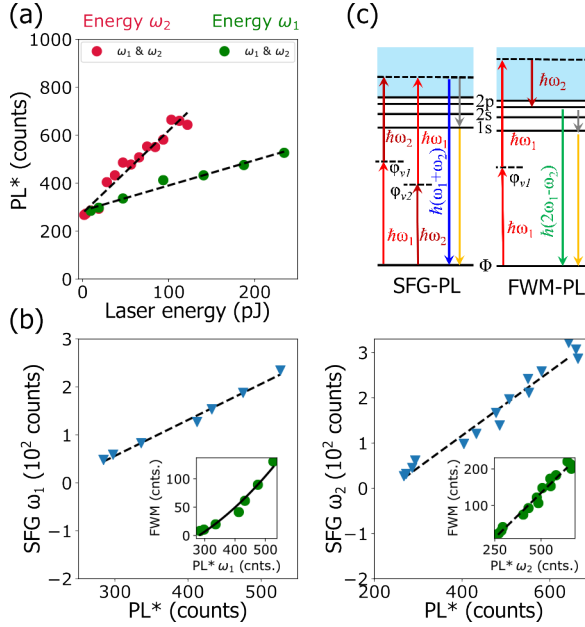 (a)
Energy ω₂ Energy ω₁
ω₁ & ω₂ ω₁ & ω₂
1000
800
600
400
200
0
PL* (counts)
0 100 200
Laser energy (pJ)
(c)
2p
2s
1s
ħω₂ ħω₁ ħ(ω₁+ω₂)
φᵥ₁
φᵥ₂
ħω₁ ħω₂
Φ
SFG-PL
ħω₂
ħω₁
φᵥ₁
ħω₁
ħ(2ω₁-ω₂)
FWM-PL
(b)
3
2
1
0
−1
−2
SFG ω₁ (10² counts)
300 400 500
PL* (counts)
100
50
0
FWM (cnts.)
300 400 500
PL* ω₁ (cnts.)
3
2
1
0
−1
−2
SFG ω₂ (10² counts)
200 400 600
PL* (counts)
200
100
FWM (cnts.)
250 500
PL* ω₂ (cnts.)